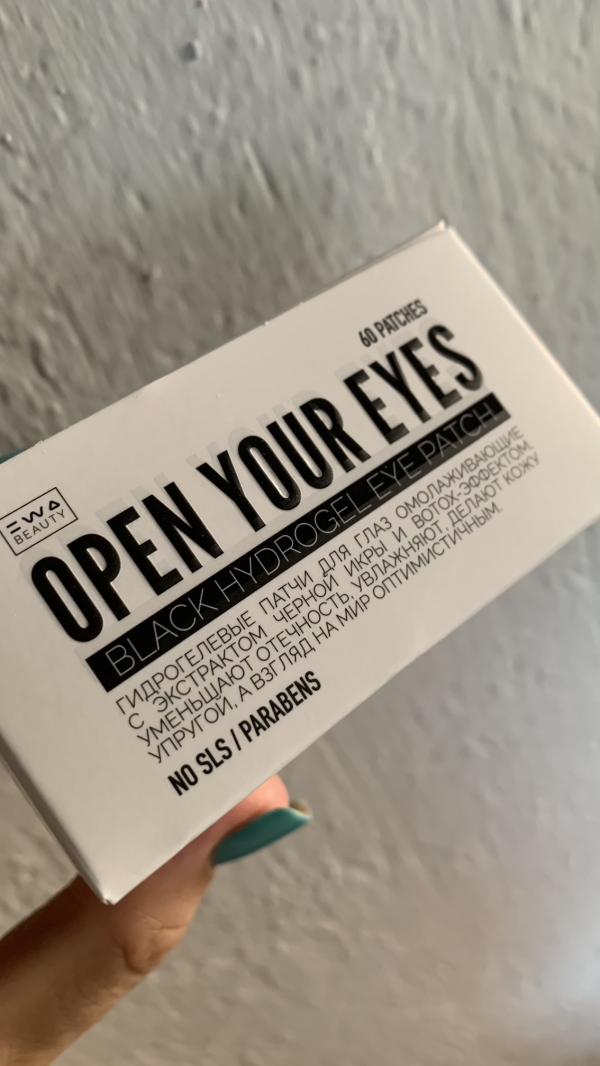 60 PATCHES
EWA
BEAUTY
OPEN YOUR EYES
BLACK HYDROGEL EYE PATCH
ГИДРОГЕЛЕВЫЕ ПАТЧИ ДЛЯ ГЛАЗ ОМОЛАЖИВАЮЩИЕ
С ЭКСТРАКТОМ ЧЕРНОЙ ИКРЫ И BOTOX-ЭФФЕКТОМ,
УМЕНЬШАЮТ ОТЕЧНОСТЬ, УВЛАЖНЯЮТ, ДЕЛАЮТ КОЖУ
УПРУГОЙ, А ВЗГЛЯД НА МИР ОПТИМИСТИЧНЫМ.
NO SLS / PARABENS